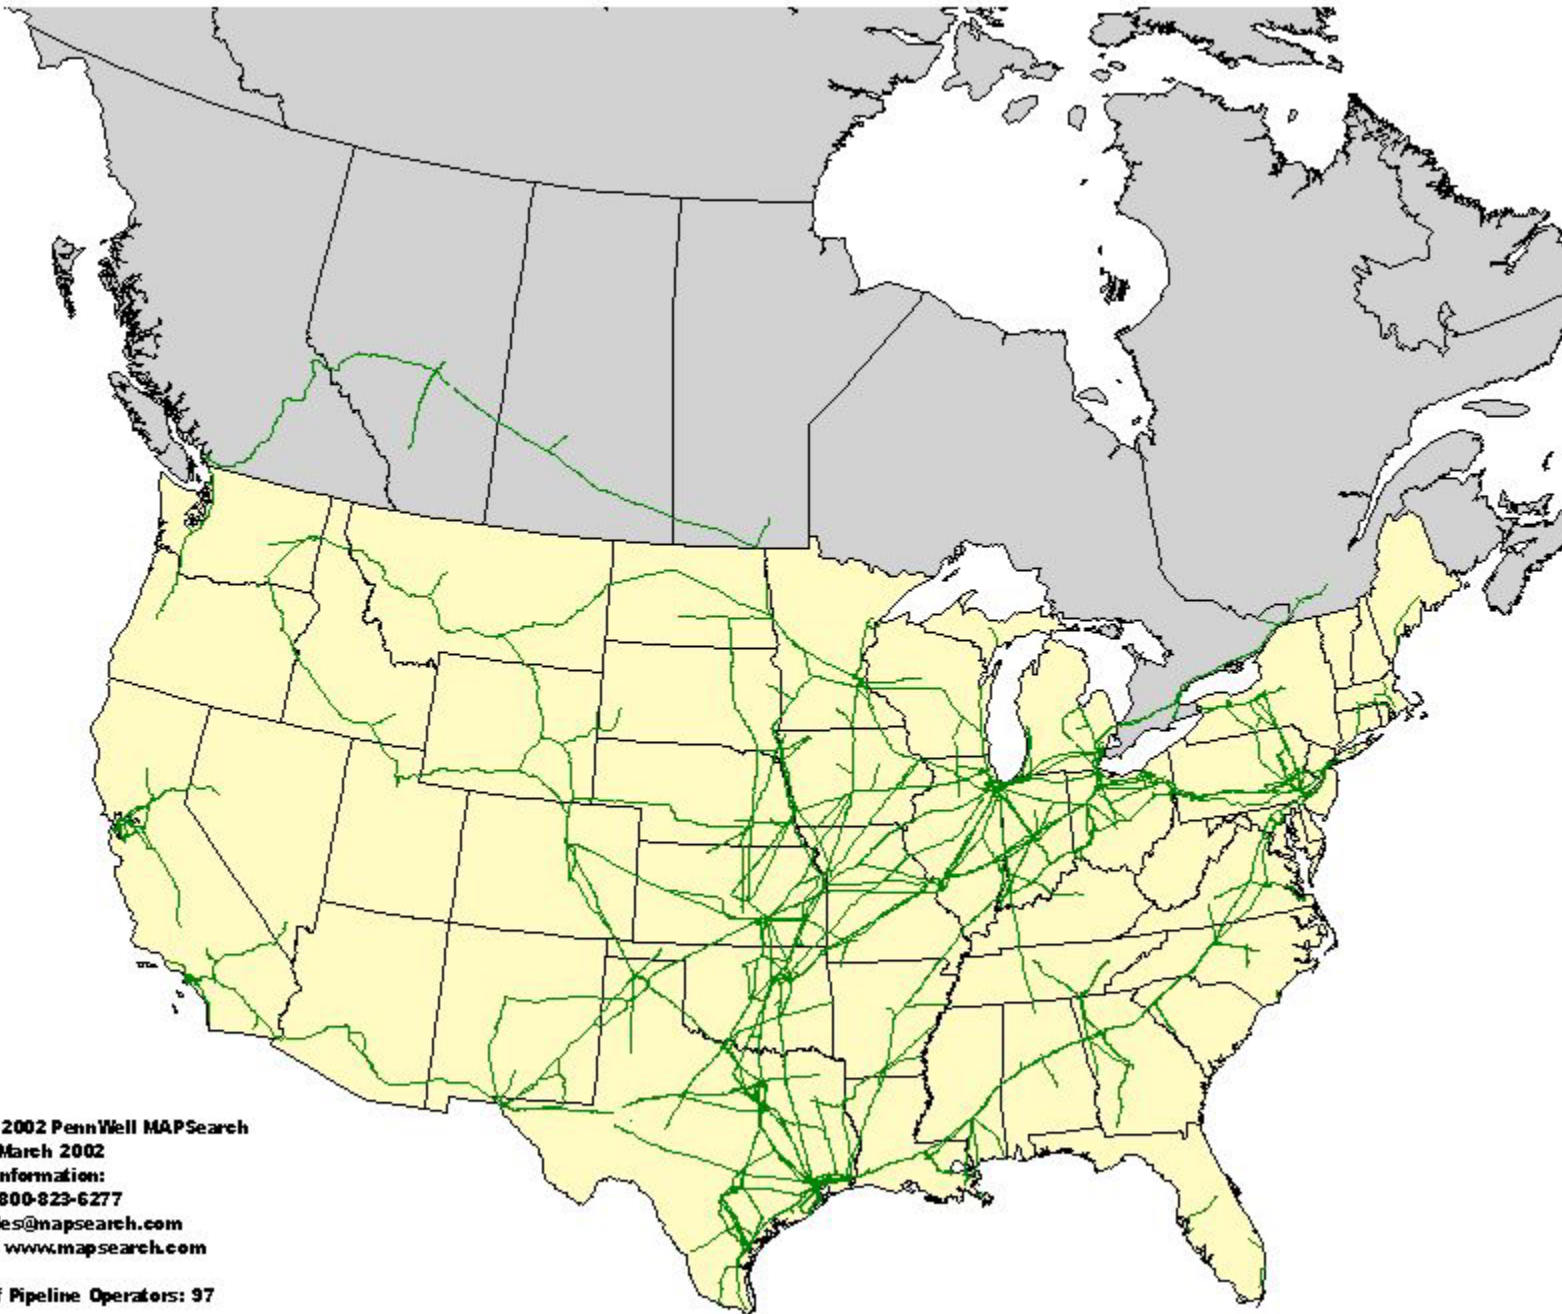 2002 PennWell MAPSearch
March 2002
nformation:
800-823-6277
es@mapsearch.com
www.mapsearch.com
f Pipeline Operators: 97